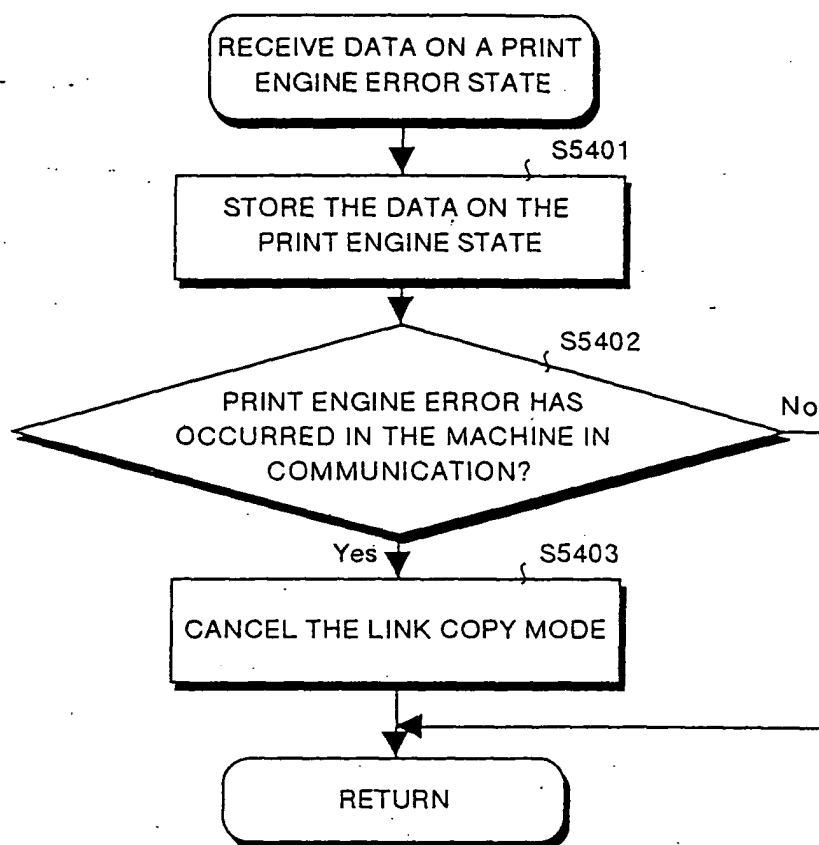 RECEIVE DATA ON A PRINT
ENGINE ERROR STATE
S5401
STORE THE DATA ON THE
PRINT ENGINE STATE
S5402
PRINT ENGINE ERROR HAS
OCCURRED IN THE MACHINE IN
COMMUNICATION?
No
Yes
S5403
CANCEL THE LINK COPY MODE
RETURN